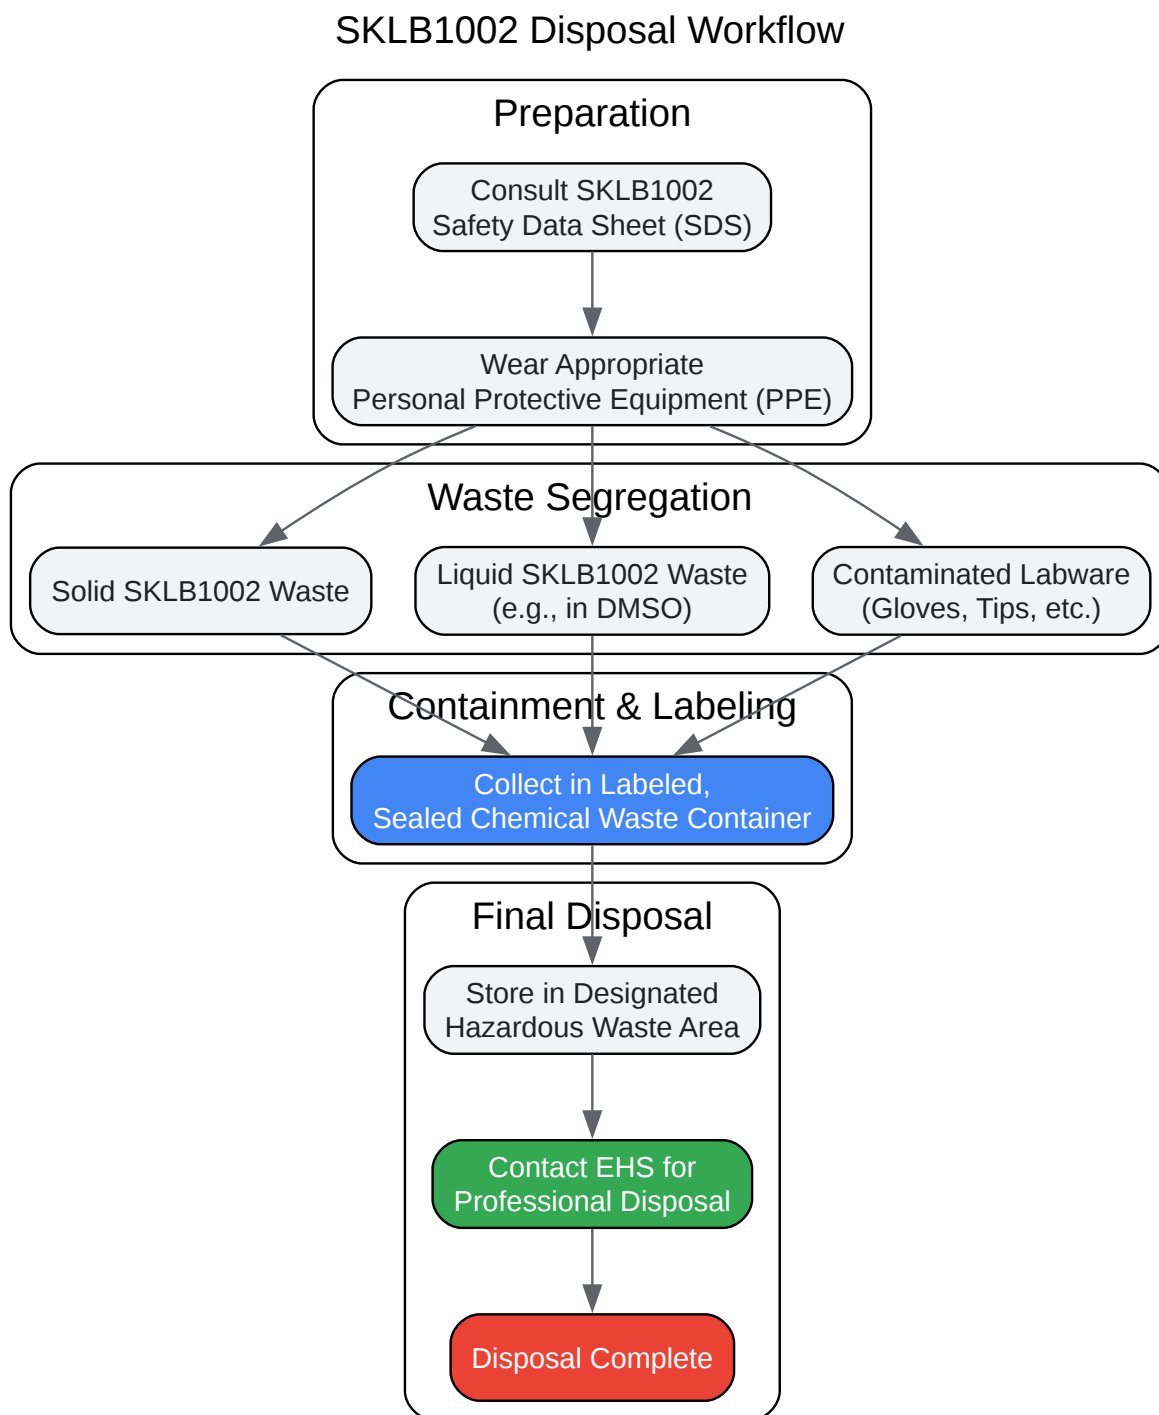 SKLB1002 Disposal Workflow
Preparation
Consult SKLB1002
Safety Data Sheet (SDS)
Wear Appropriate
Personal Protective Equipment (PPE)
Waste Segregation
Solid SKLB1002 Waste
Liquid SKLB1002 Waste
(e.g., in DMSO)
Contaminated Labware
(Gloves, Tips, etc.)
Containment & Labeling
Collect in Labeled,
Sealed Chemical Waste Container
Final Disposal
Store in Designated
Hazardous Waste Area
Contact EHS for
Professional Disposal
Disposal Complete